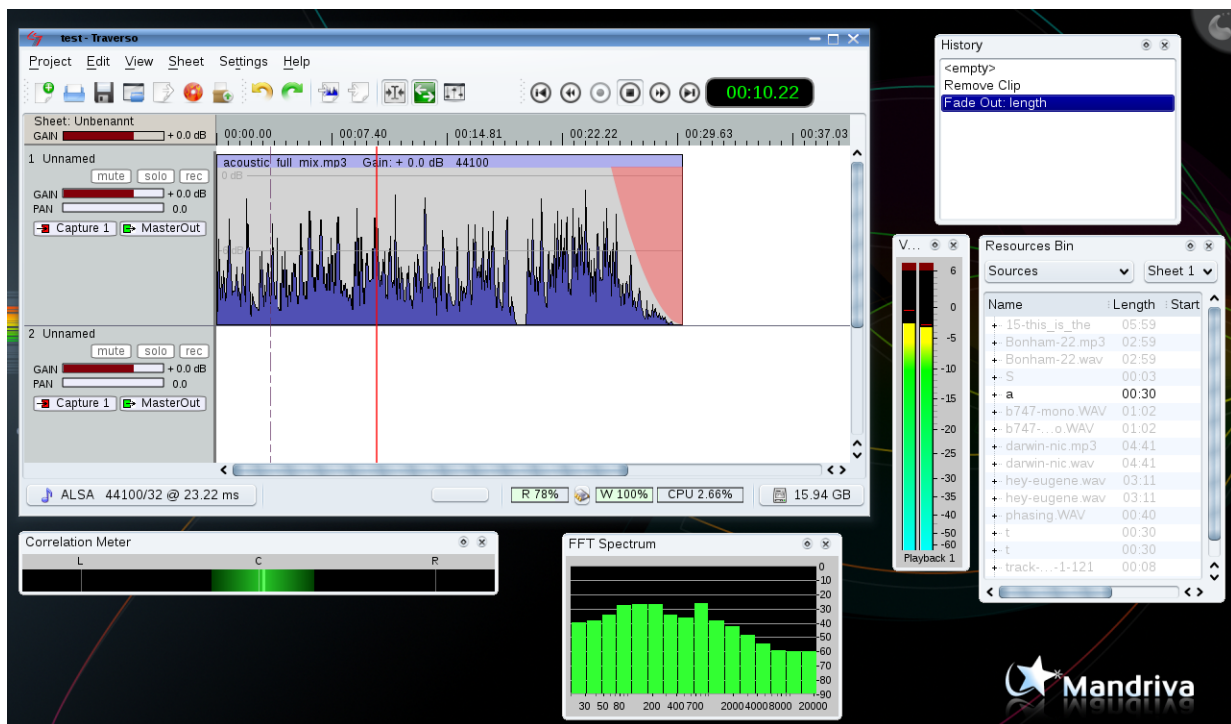 test - Traverso
Project Edit View Sheet Settings Help
00:10.22
Sheet: Unbenannt
GAIN + 0.0 dB
00:00.00 00:07.40 00:14.81 00:22.22 00:29.63 00:37.03
1 Unnamed
mute solo rec
GAIN + 0.0 dB
PAN 0.0
Capture 1 MasterOut
acoustic full mix.mp3 Gain: + 0.0 dB 44100
0 dB
2 Unnamed
mute solo rec
GAIN + 0.0 dB
PAN 0.0
Capture 1 MasterOut
ALSA 44100/32 @ 23.22 ms
R 78% W 100% CPU 2.66% 15.94 GB
History
<empty>
Remove Clip
Fade Out: length
V...
6
0
-5
-10
-15
-20
-25
-30
-35
-40
-50
-60
Playback 1
Resources Bin
Sources Sheet 1
Name Length Start
15-this_is_the 05:59
Bonham-22.mp3 02:59
Bonham-22.wav 02:59
S 00:03
a 00:30
b747-mono.WAV 01:02
b747-...o.WAV 01:02
darwin-nic.mp3 04:41
darwin-nic.wav 04:41
hey-eugene.wav 03:11
hey-eugene.wav 03:11
phasing.WAV 00:40
t 00:30
t 00:30
track-...-1-121 00:08
Correlation Meter
L C R
FFT Spectrum
0
-10
-20
-30
-40
-50
-60
-70
-80
-90
30 50 80 200 400 700 2000 4000 8000 20000
Mandriva